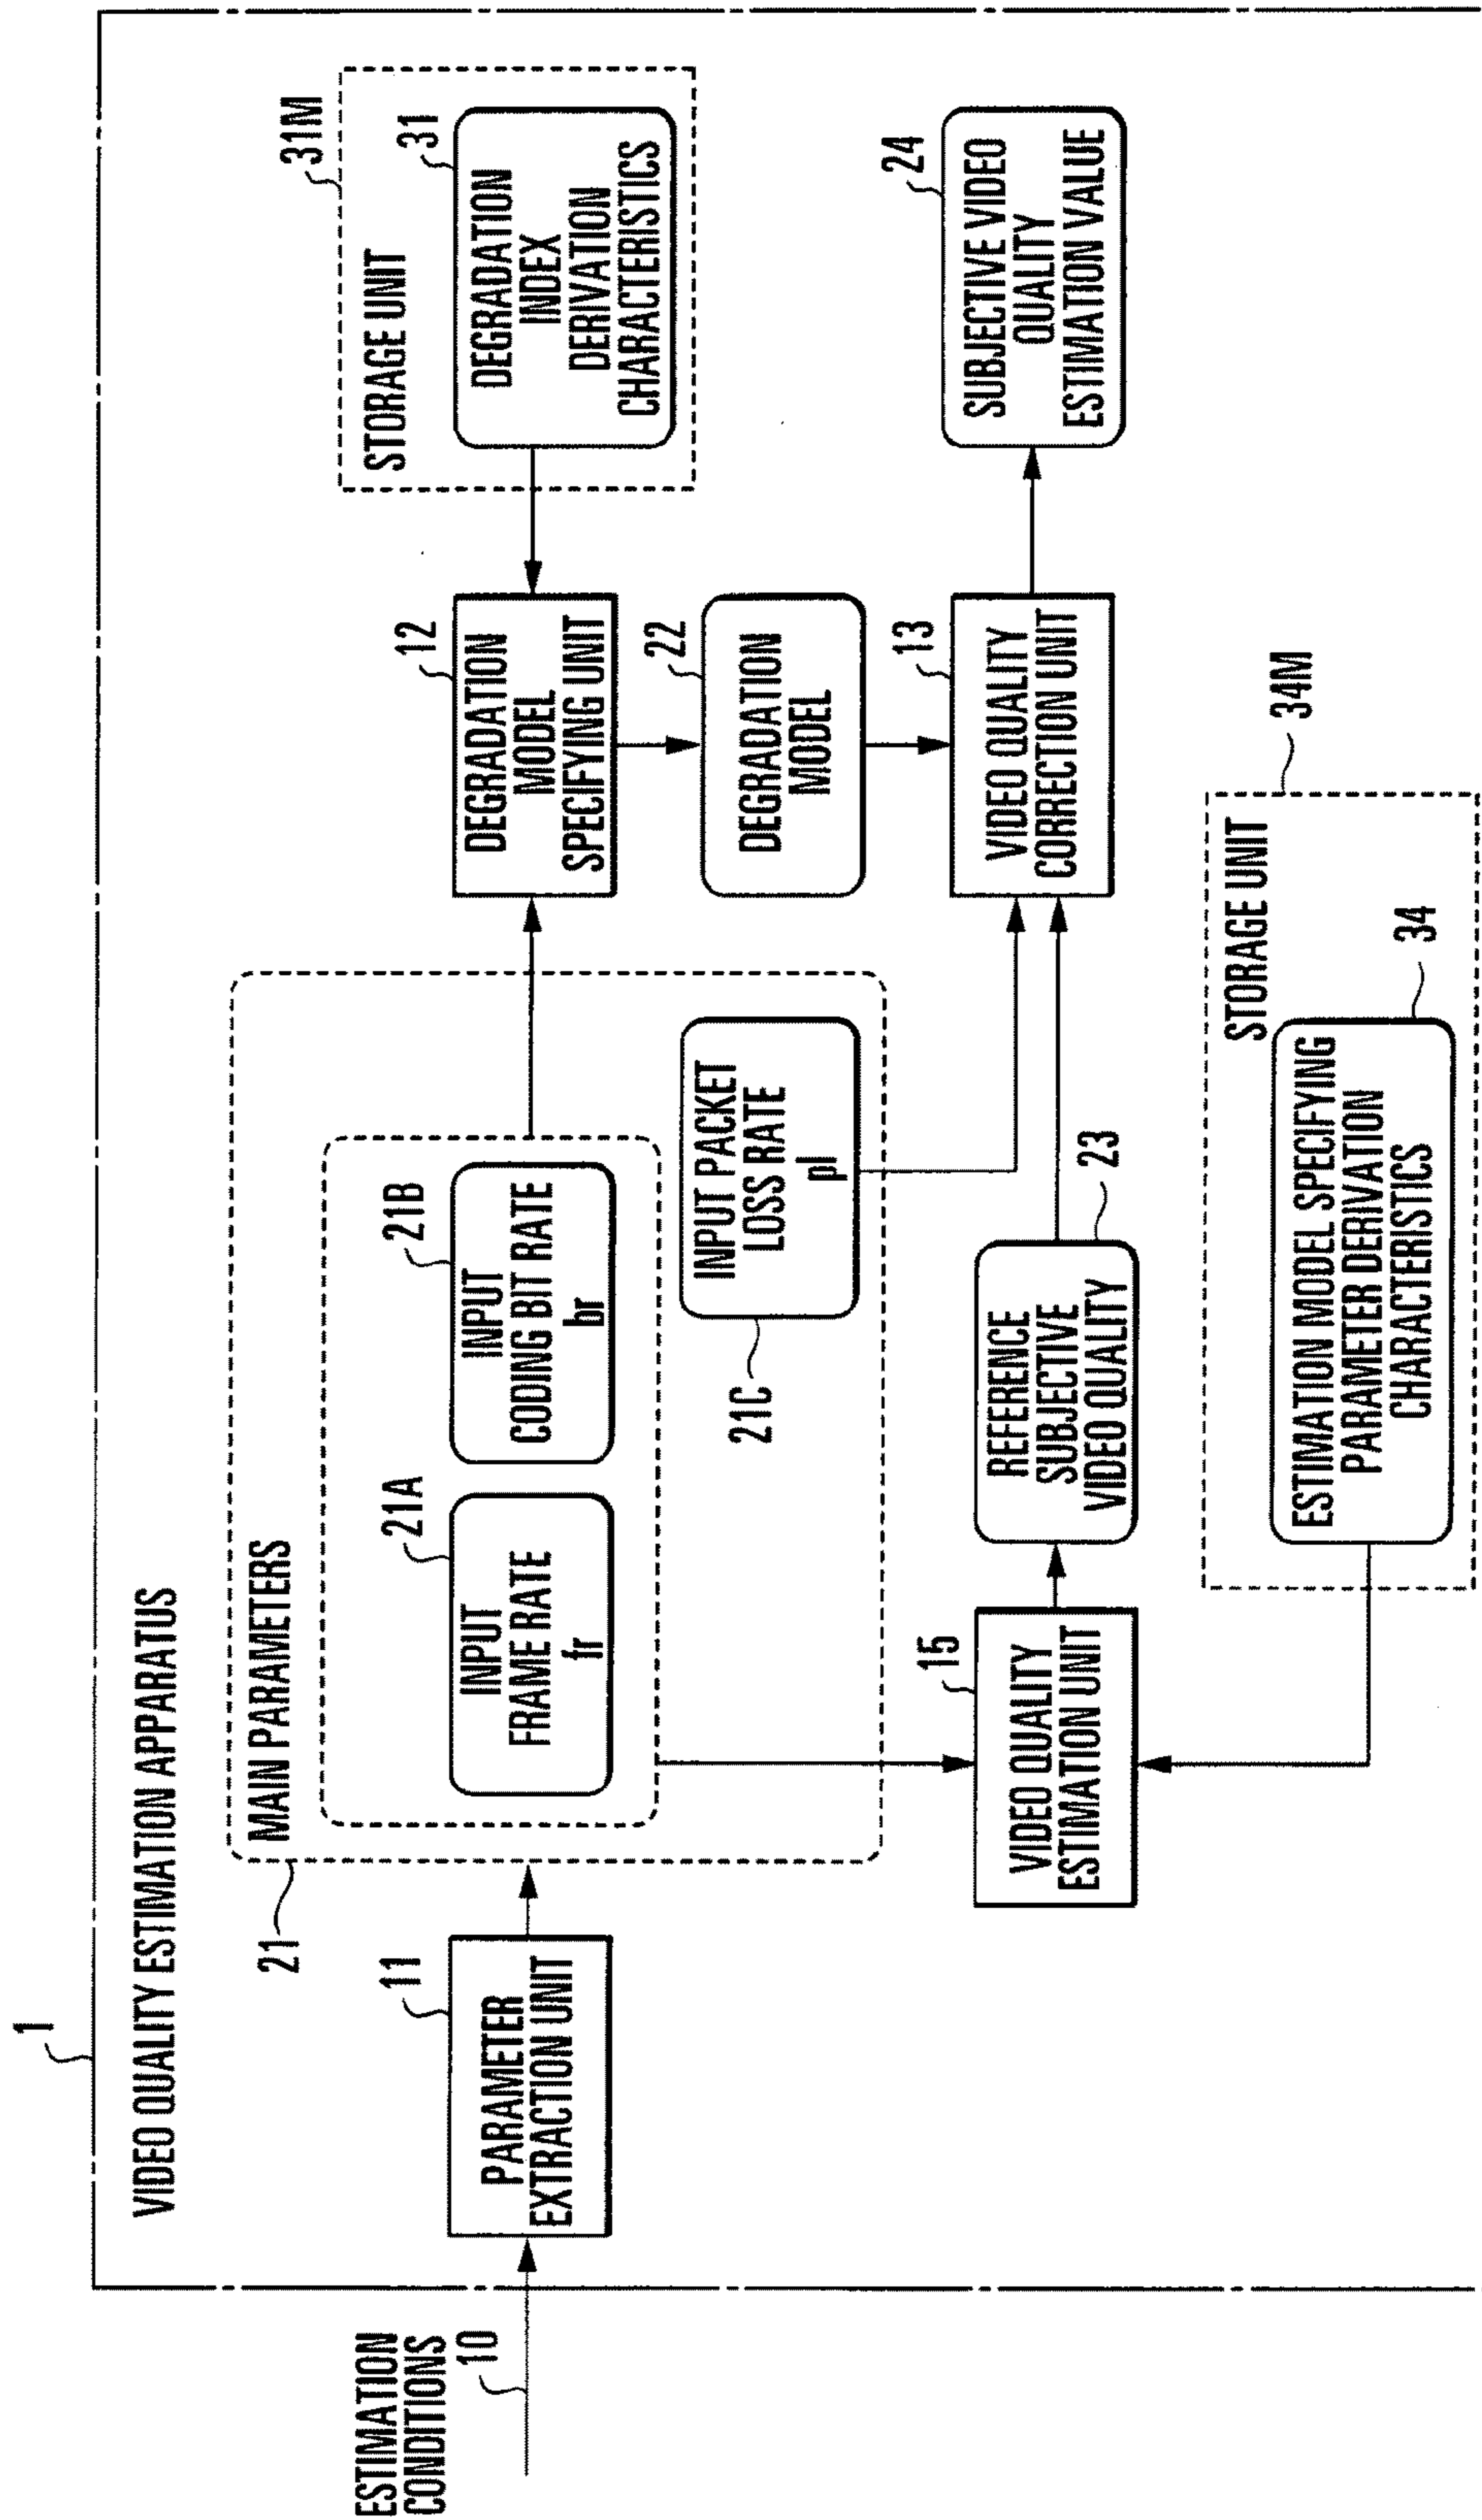 1
VIDEO QUALITY ESTIMATION APPARATUS
ESTIMATION
CONDITIONS
10
11
PARAMETER
EXTRACTION UNIT
21
MAIN PARAMETERS
21A
INPUT
FRAME RATE
fr
21B
INPUT
CODING BIT RATE
br
21C
INPUT PACKET
LOSS RATE
pl
12
DEGRADATION
MODEL
SPECIFYING UNIT
31M
STORAGE UNIT
31
DEGRADATION
INDEX
DERIVATION
CHARACTERISTICS
22
DEGRADATION
MODEL
15
VIDEO QUALITY
ESTIMATION UNIT
23
REFERENCE
SUBJECTIVE
VIDEO QUALITY
13
VIDEO QUALITY
CORRECTION UNIT
24
SUBJECTIVE VIDEO
QUALITY
ESTIMATION VALUE
34M
STORAGE UNIT
34
ESTIMATION MODEL SPECIFYING
PARAMETER DERIVATION
CHARACTERISTICS